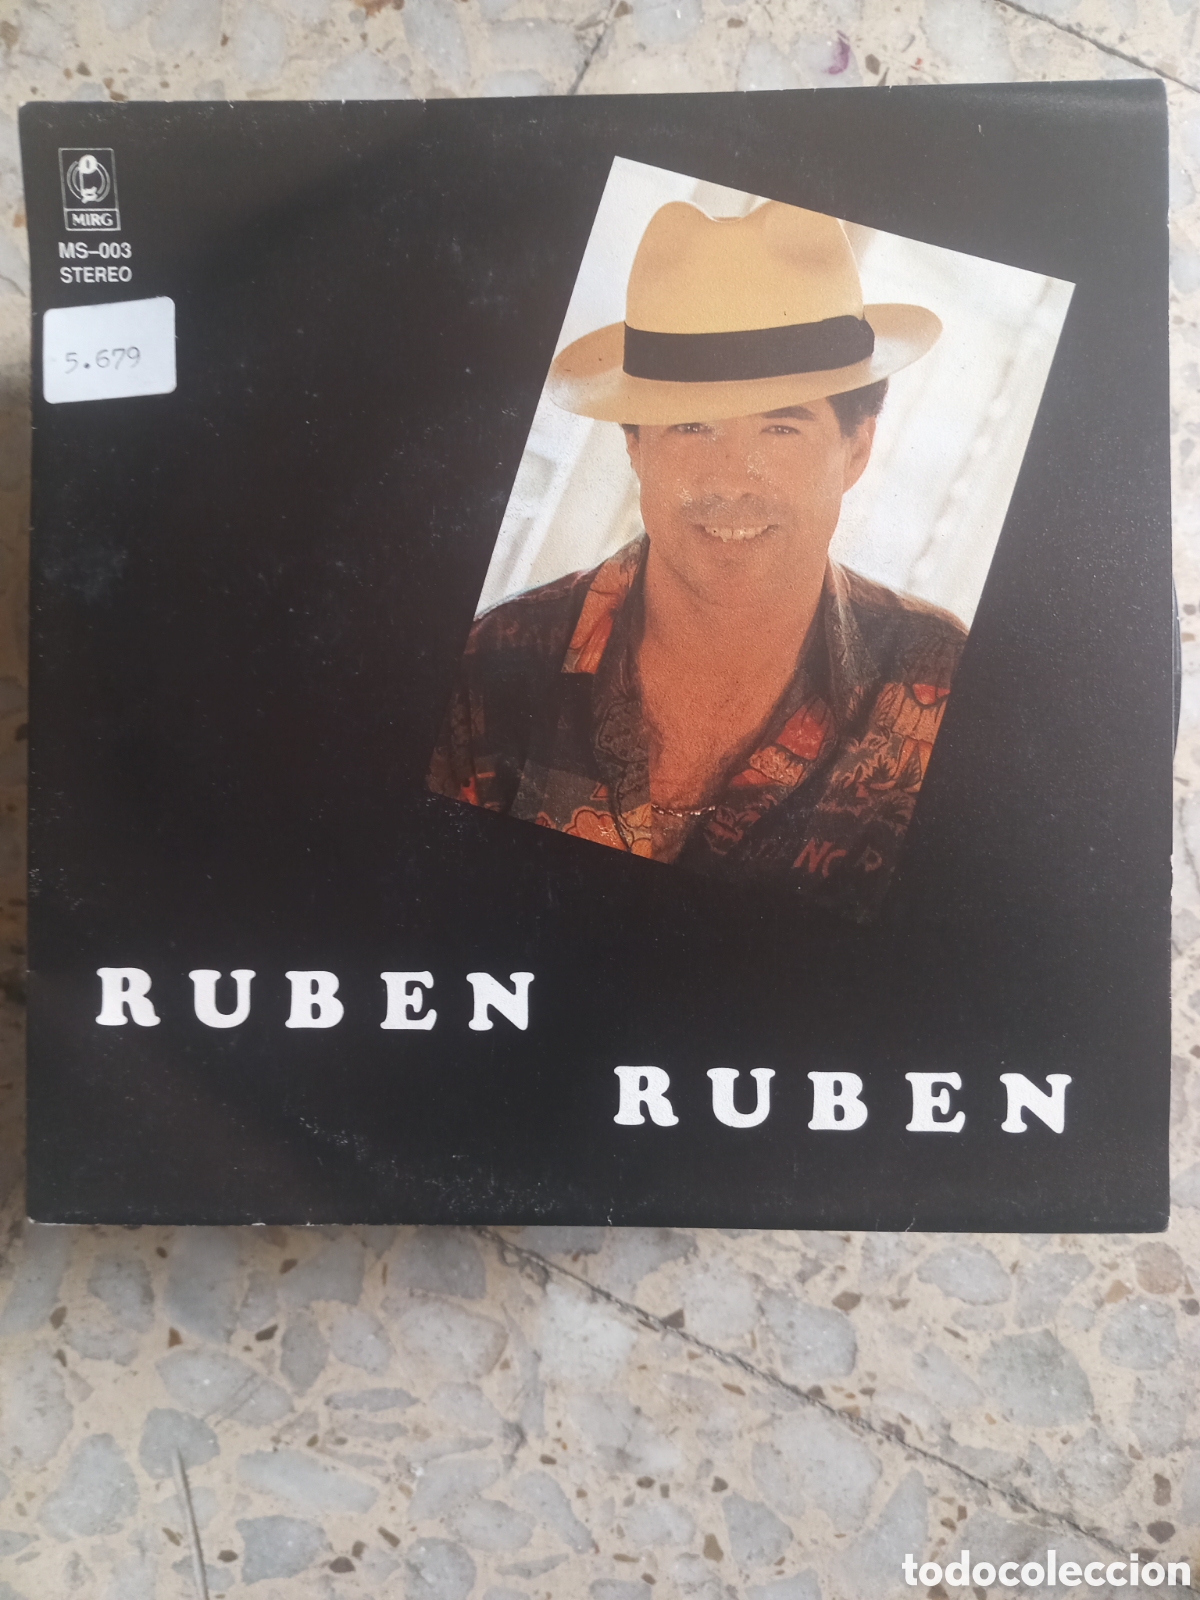 MIRG
MS-003
STEREO
5.679
RUBEN
RUBEN
todocoleccion